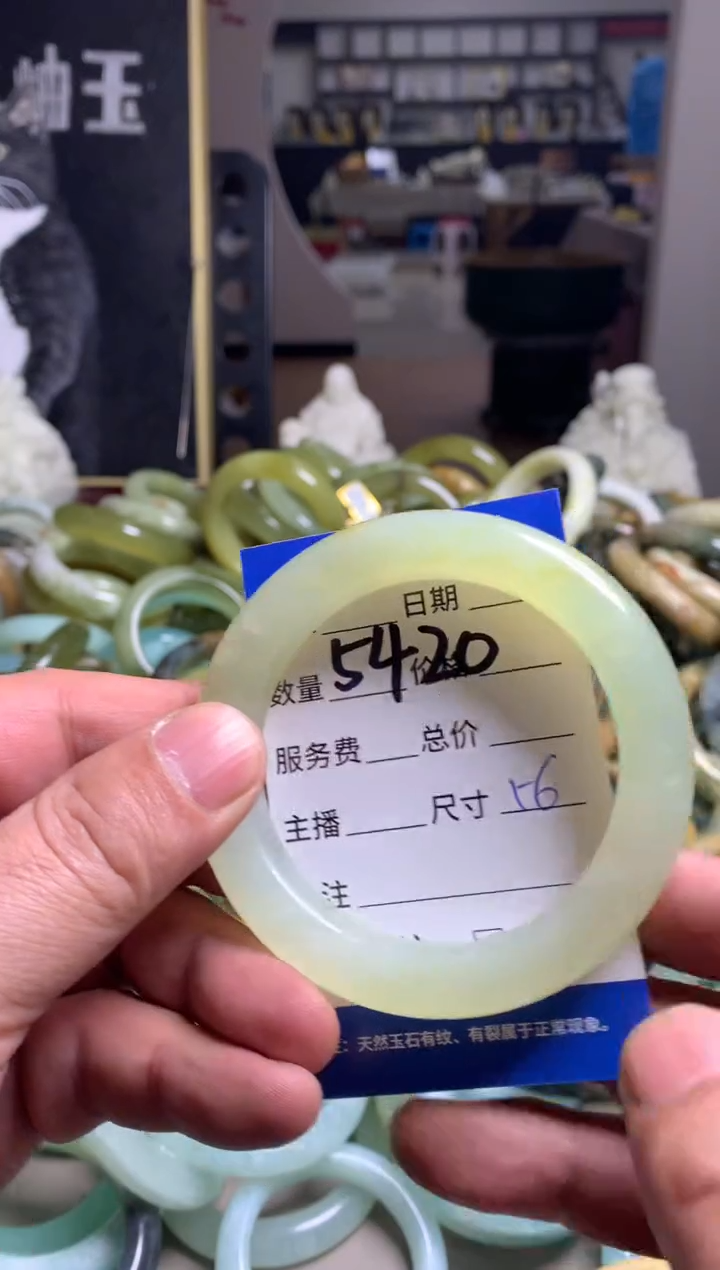 岫玉
日期
5420
数量 价
服务费 总价
主播 尺寸 56
注
天然玉石有纹、有裂属于正常现象。